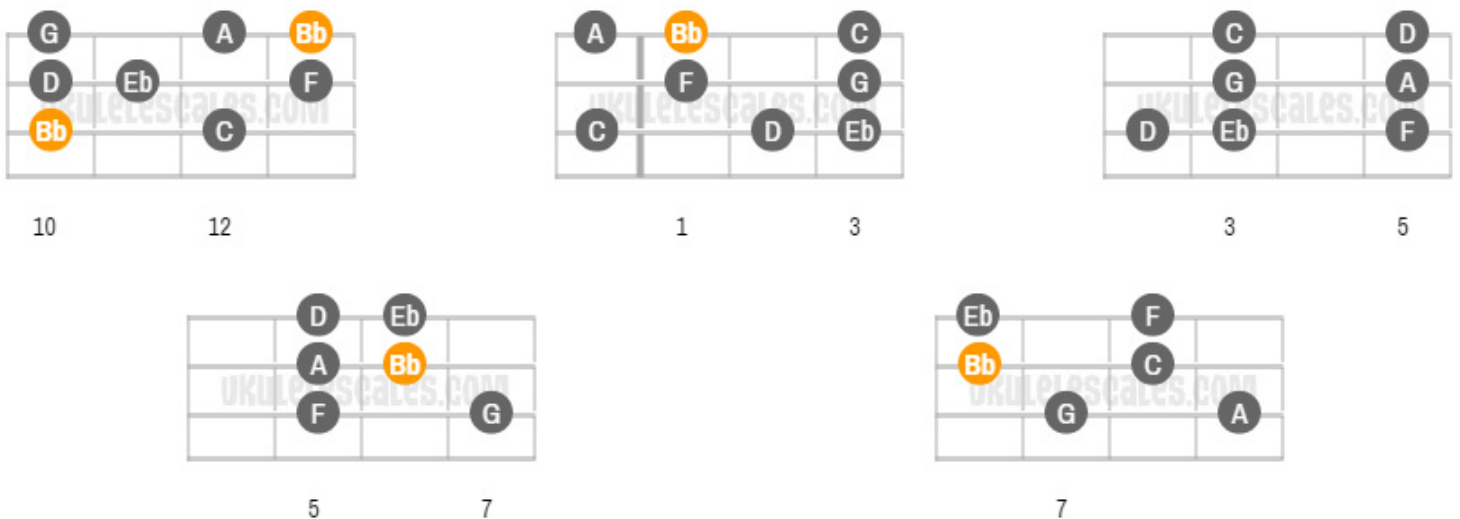 G A Bb A Bb C C D
D Eb F F G G A
UKULELESCALES.COM UKULELESCALES.COM UKULELESCALES.COM
Bb C C D Eb D Eb F
10 12 1 3 3 5
D Eb Eb F
A Bb Bb C
UKULELESCALES.COM UKULELESCALES.COM
F G G A
5 7 7